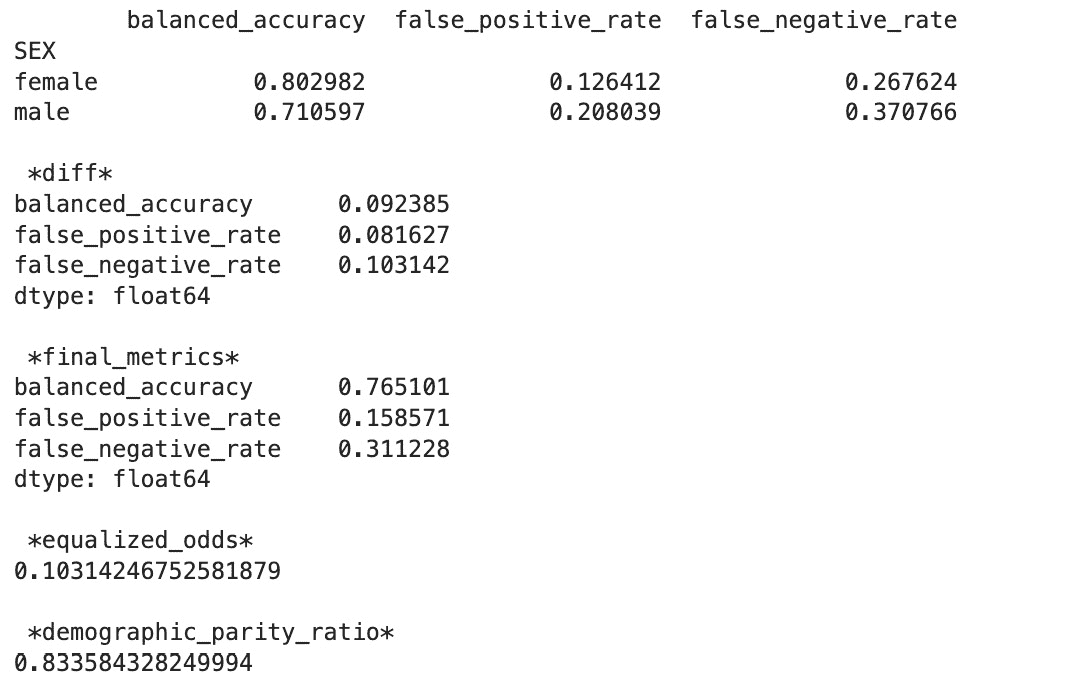 balanced_accuracy false_positive_rate false_negative_rate
SEX
female 0.802982 0.126412 0.267624
male 0.710597 0.208039 0.370766
*diff*
balanced_accuracy 0.092385
false_positive_rate 0.081627
false_negative_rate 0.103142
dtype: float64
*final_metrics*
balanced_accuracy 0.765101
false_positive_rate 0.158571
false_negative_rate 0.311228
dtype: float64
*equalized_odds*
0.10314246752581879
*demographic_parity_ratio*
0.833584328249994